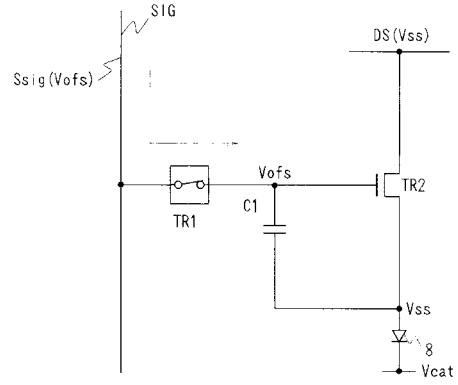 SIG
DS(Vss)
Ssig(Vofs)
Vofs
TR2
C1
TR1
Vss
8
Vcat